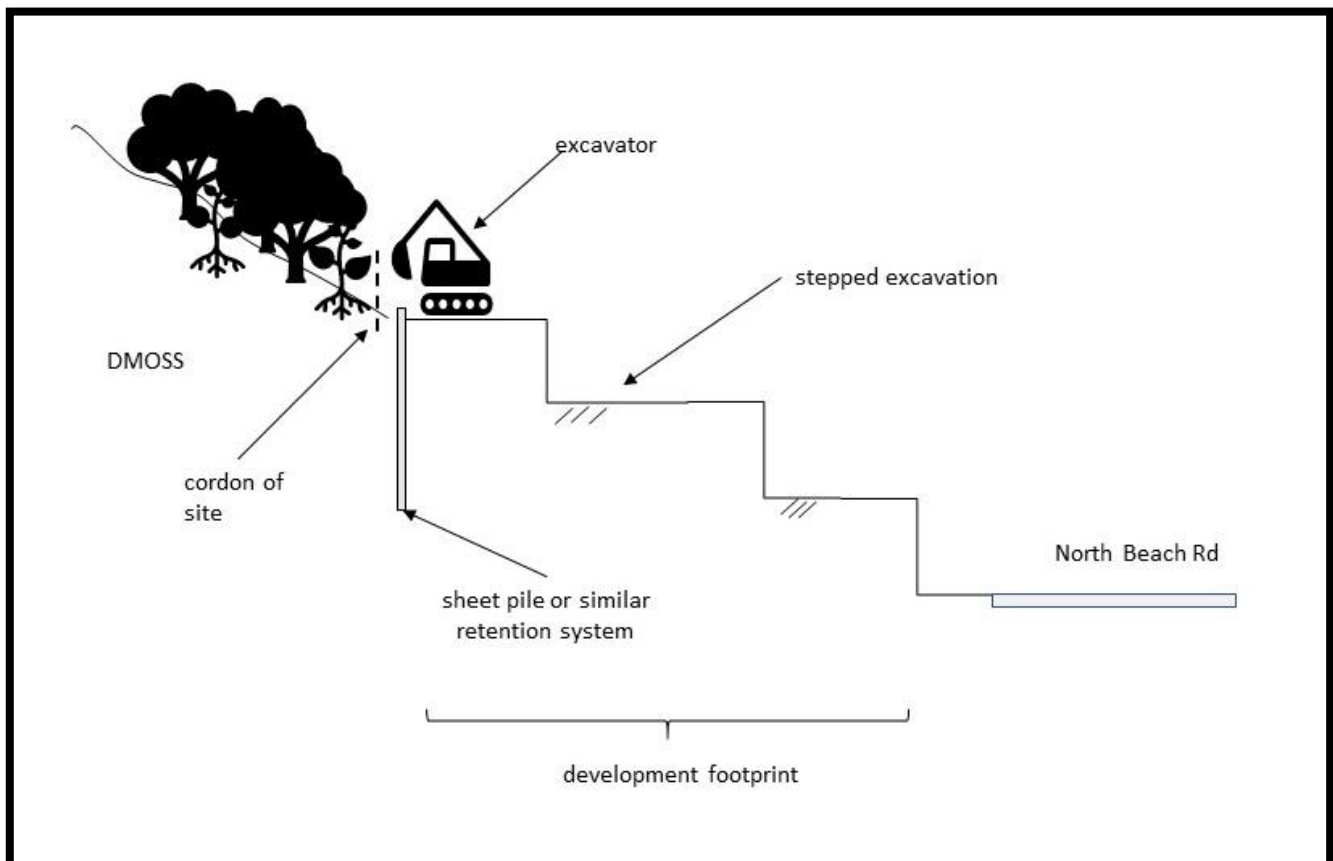 excavator
stepped excavation
DMOSS
cordon of
site
North Beach Rd
sheet pile or similar
retention system
development footprint